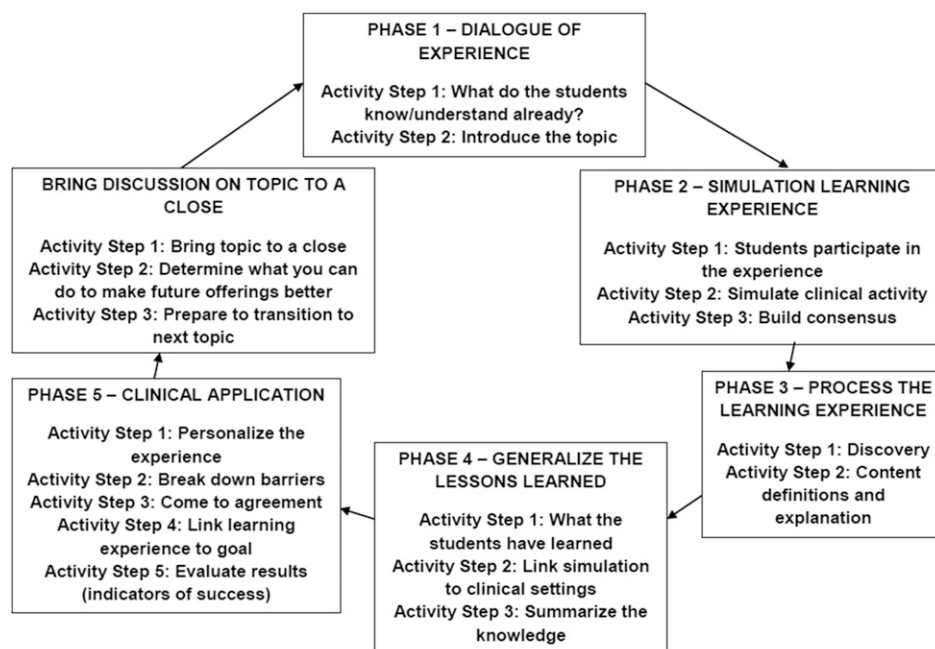 PHASE 1 – DIALOGUE OF
EXPERIENCE
Activity Step 1: What do the students
know/understand already?
Activity Step 2: Introduce the topic
PHASE 2 – SIMULATION LEARNING
EXPERIENCE
Activity Step 1: Students participate in
the experience
Activity Step 2: Simulate clinical activity
Activity Step 3: Build consensus
PHASE 3 – PROCESS THE
LEARNING EXPERIENCE
Activity Step 1: Discovery
Activity Step 2: Content
definitions and
explanation
PHASE 4 – GENERALIZE THE
LESSONS LEARNED
Activity Step 1: What the
students have learned
Activity Step 2: Link simulation
to clinical settings
Activity Step 3: Summarize the
knowledge
PHASE 5 – CLINICAL APPLICATION
Activity Step 1: Personalize the
experience
Activity Step 2: Break down barriers
Activity Step 3: Come to agreement
Activity Step 4: Link learning
experience to goal
Activity Step 5: Evaluate results
(indicators of success)
BRING DISCUSSION ON TOPIC TO A
CLOSE
Activity Step 1: Bring topic to a close
Activity Step 2: Determine what you can
do to make future offerings better
Activity Step 3: Prepare to transition to
next topic